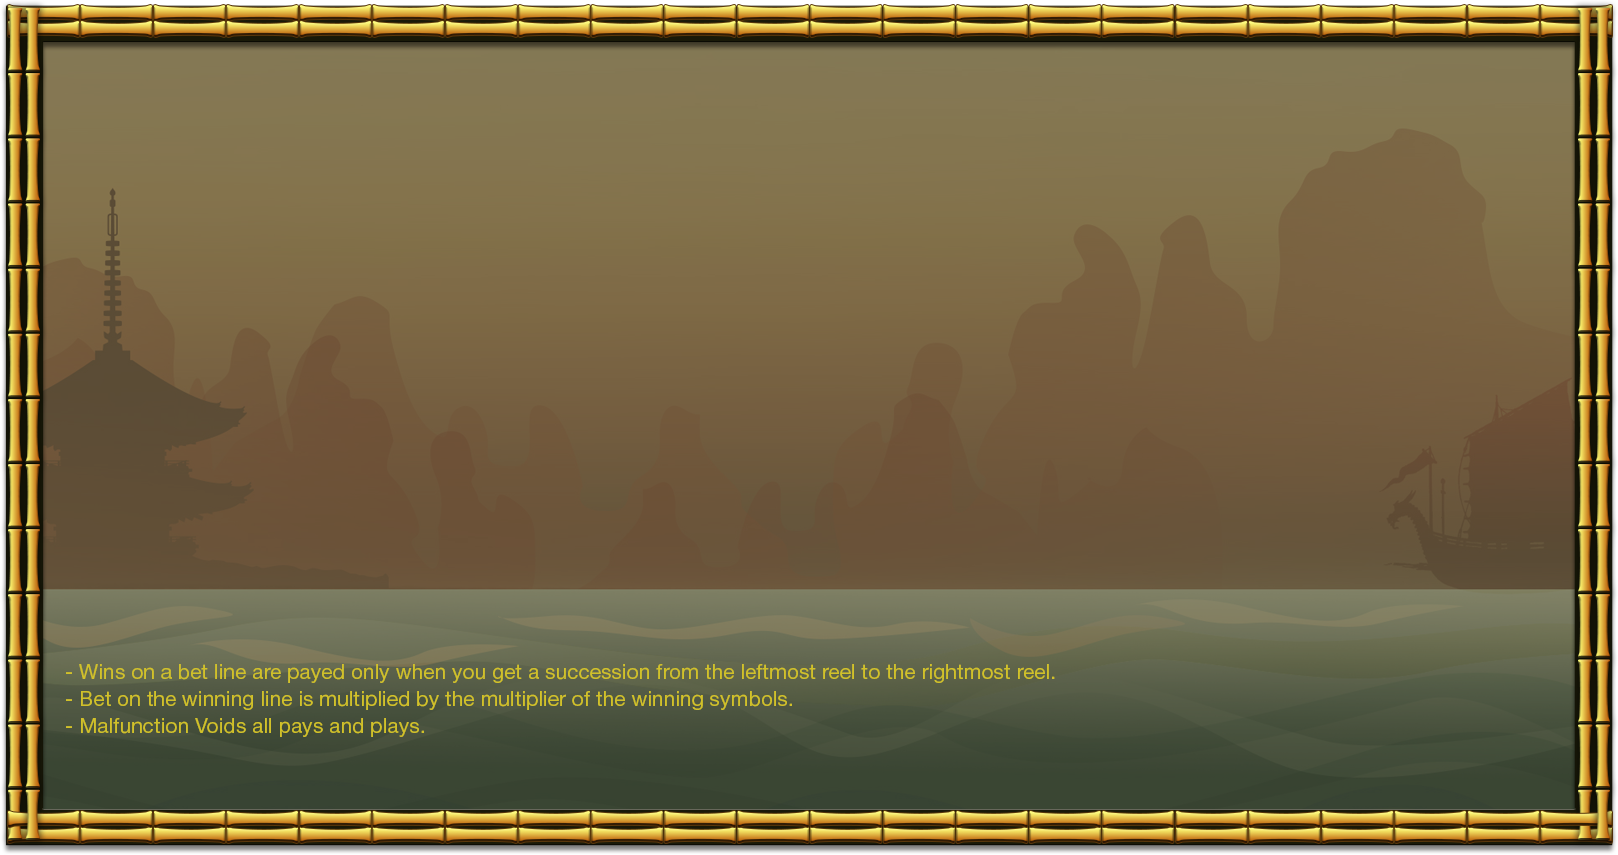 - Wins on a bet line are payed only when you get a succession from the leftmost reel to the rightmost reel.
- Bet on the winning line is multiplied by the multiplier of the winning symbols.
- Malfunction Voids all pays and plays.